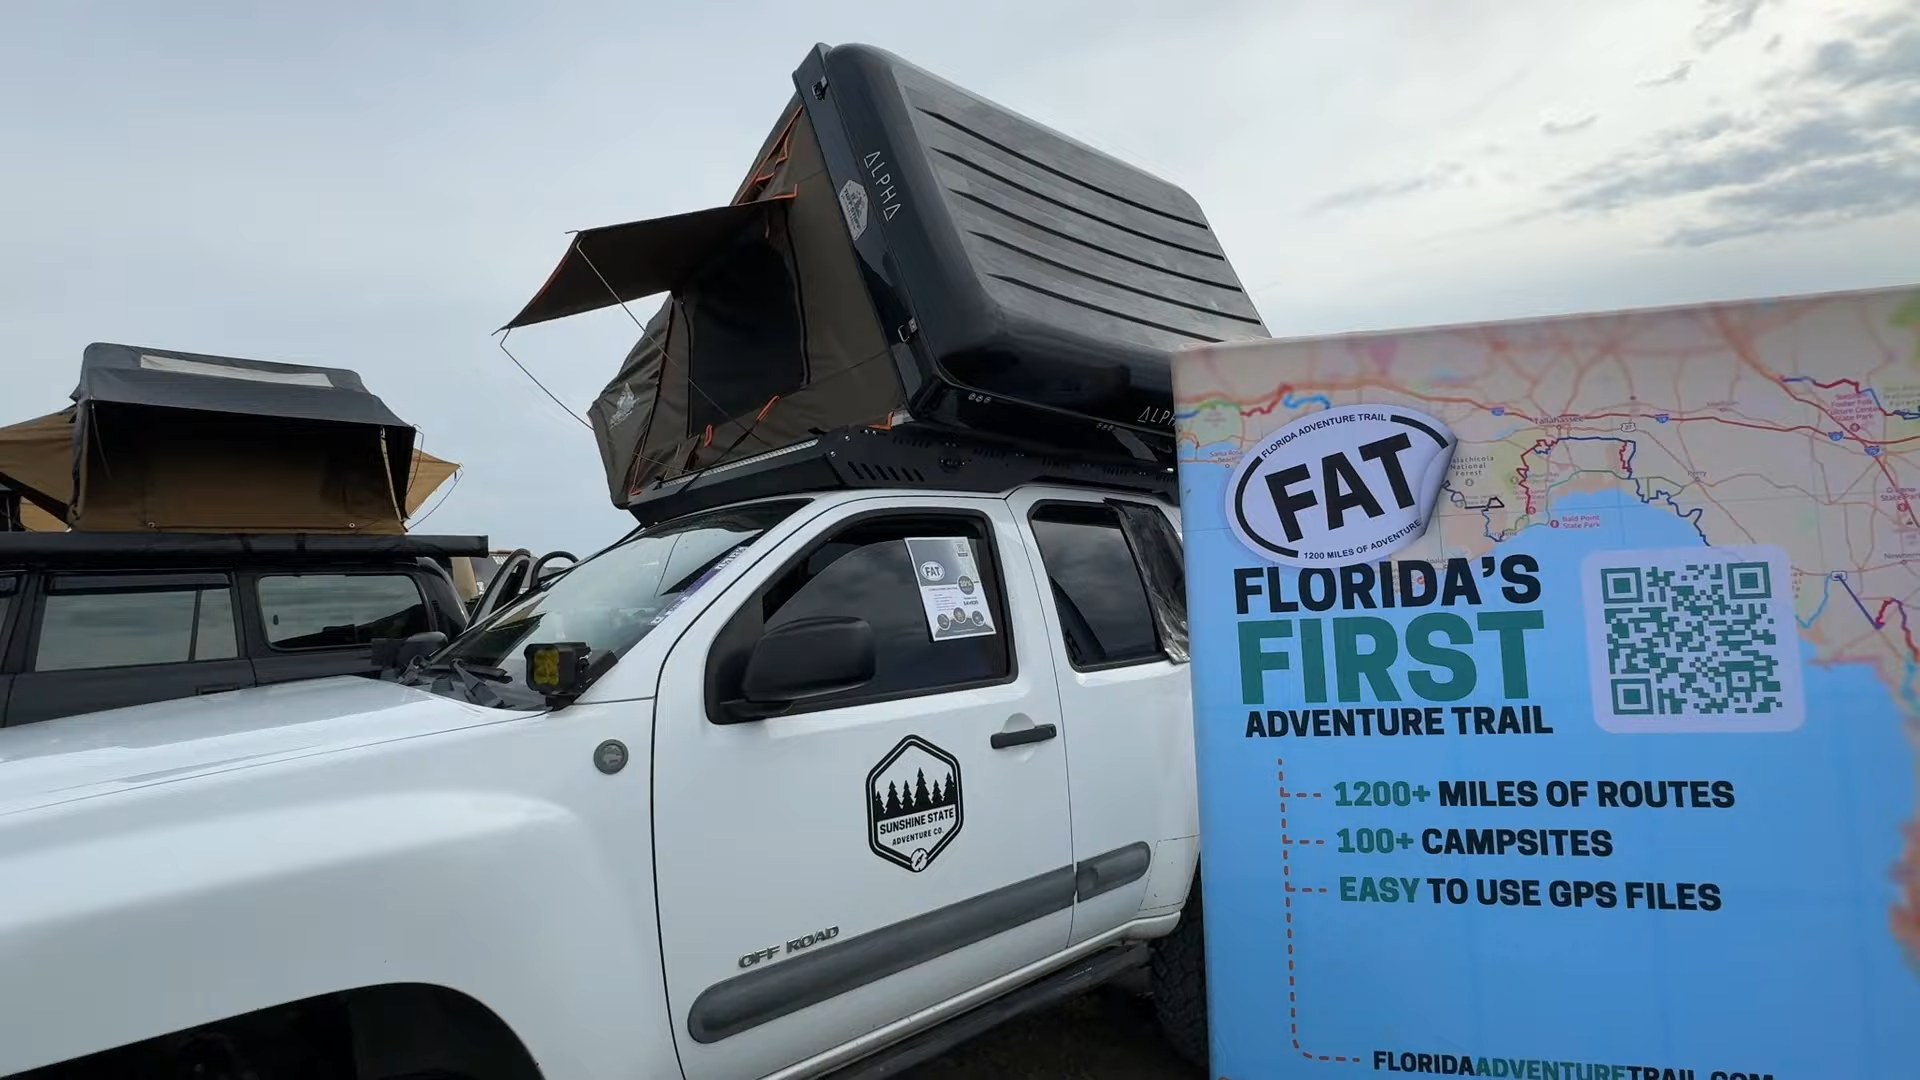 ALPHA
ALPH
FLORIDA ADVENTURE TRAIL
FAT
1200 MILES OF ADVENTURE
FLORIDA'S
FIRST
ADVENTURE TRAIL
1200+ MILES OF ROUTES
100+ CAMPSITES
EASY TO USE GPS FILES
FLORIDAADVENTURETRAIL.COM
Tallahassee
National
Forest
Perry
Bald Point
State Park
FAT
SUNSHINE STATE
ADVENTURE CO.
OFF ROAD